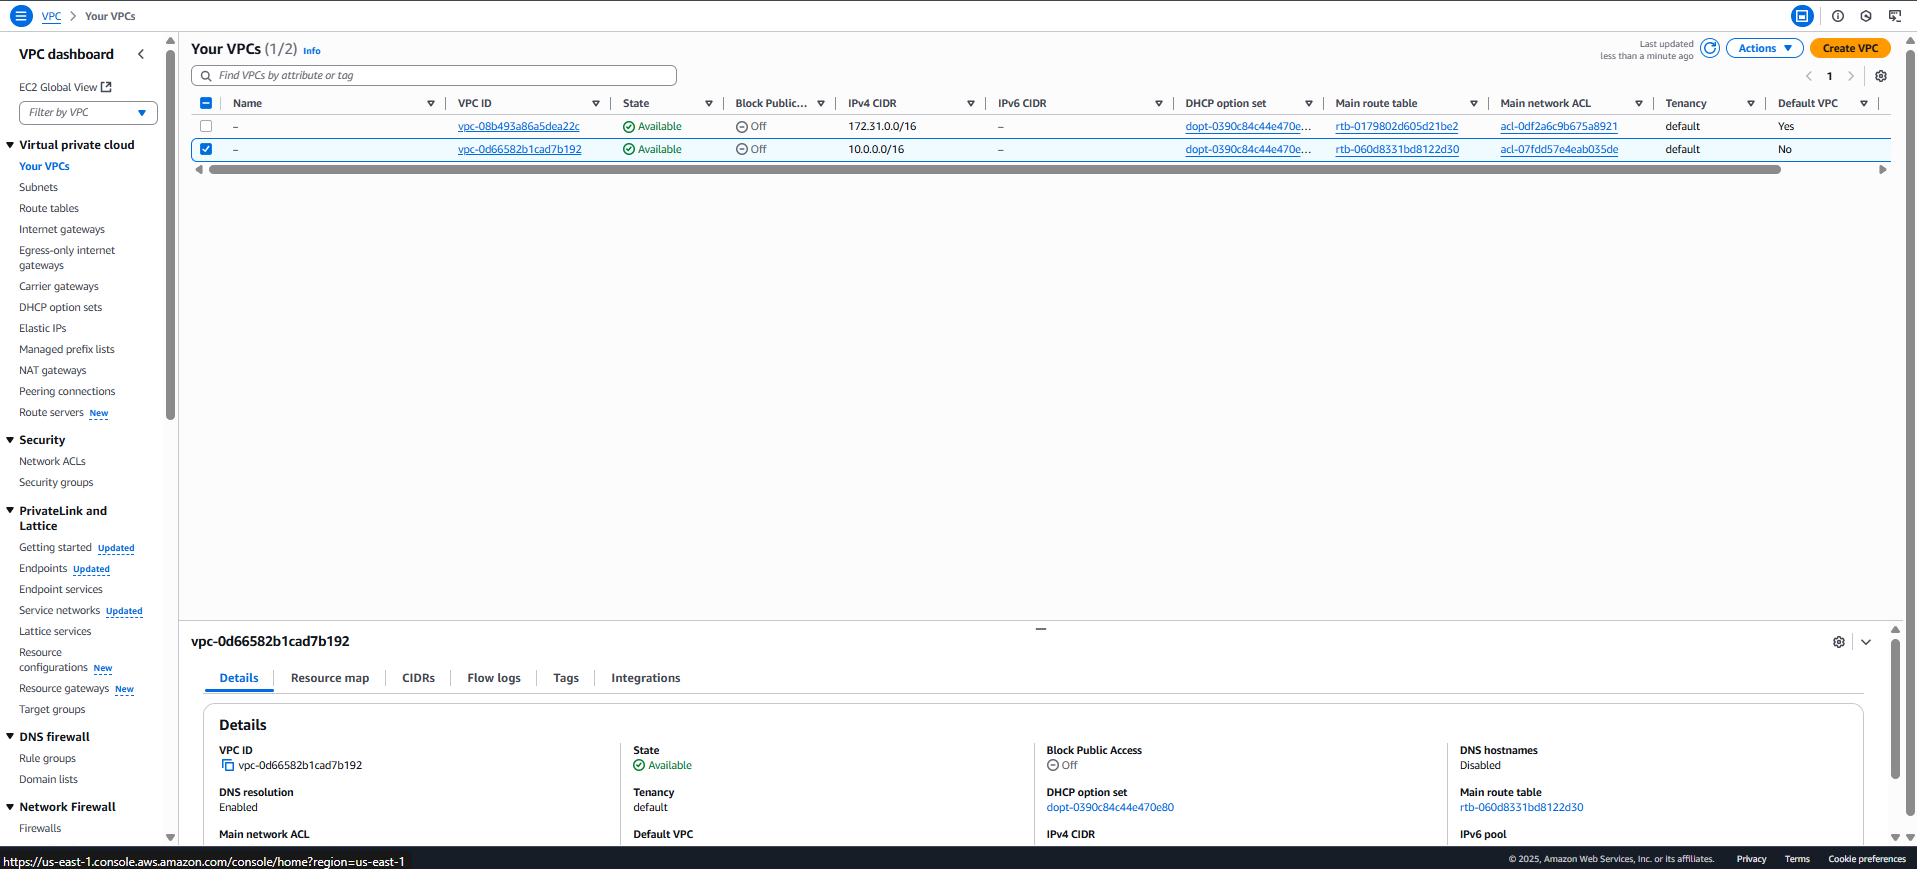 VPC > Your VPCs
VPC dashboard
EC2 Global View
Filter by VPC
Virtual private cloud
Your VPCs
Subnets
Route tables
Internet gateways
Egress-only internet
gateways
Carrier gateways
DHCP option sets
Elastic IPs
Managed prefix lists
NAT gateways
Peering connections
Route servers New
Security
Network ACLs
Security groups
PrivateLink and
Lattice
Getting started Updated
Endpoints Updated
Endpoint services
Service networks Updated
Lattice services
Resource
configurations New
Resource gateways New
Target groups
DNS firewall
Rule groups
Domain lists
Network Firewall
Firewalls
Your VPCs (1/2) Info
Last updated
less than a minute ago
Actions
Create VPC
Find VPCs by attribute or tag
1
Name VPC ID State Block Public... IPv4 CIDR IPv6 CIDR DHCP option set Main route table Main network ACL Tenancy Default VPC
– vpc-08b493a86a5dea22c Available Off 172.31.0.0/16 – dopt-0390c84c44e470e... rtb-0179802d605d21be2 acl-0df2a6c9b675a8921 default Yes
– vpc-0d66582b1cad7b192 Available Off 10.0.0.0/16 – dopt-0390c84c44e470e... rtb-060d8331bd8122d30 acl-07fdd57e4eab035de default No
vpc-0d66582b1cad7b192
Details Resource map CIDRs Flow logs Tags Integrations
Details
VPC ID
vpc-0d66582b1cad7b192
State
Available
Block Public Access
Off
DNS hostnames
Disabled
DNS resolution
Enabled
Tenancy
default
DHCP option set
dopt-0390c84c44e470e80
Main route table
rtb-060d8331bd8122d30
Main network ACL
Default VPC
IPv4 CIDR
IPv6 pool
https://us-east-1.console.aws.amazon.com/console/home?region=us-east-1
© 2025, Amazon Web Services, Inc. or its affiliates. Privacy Terms Cookie preferences